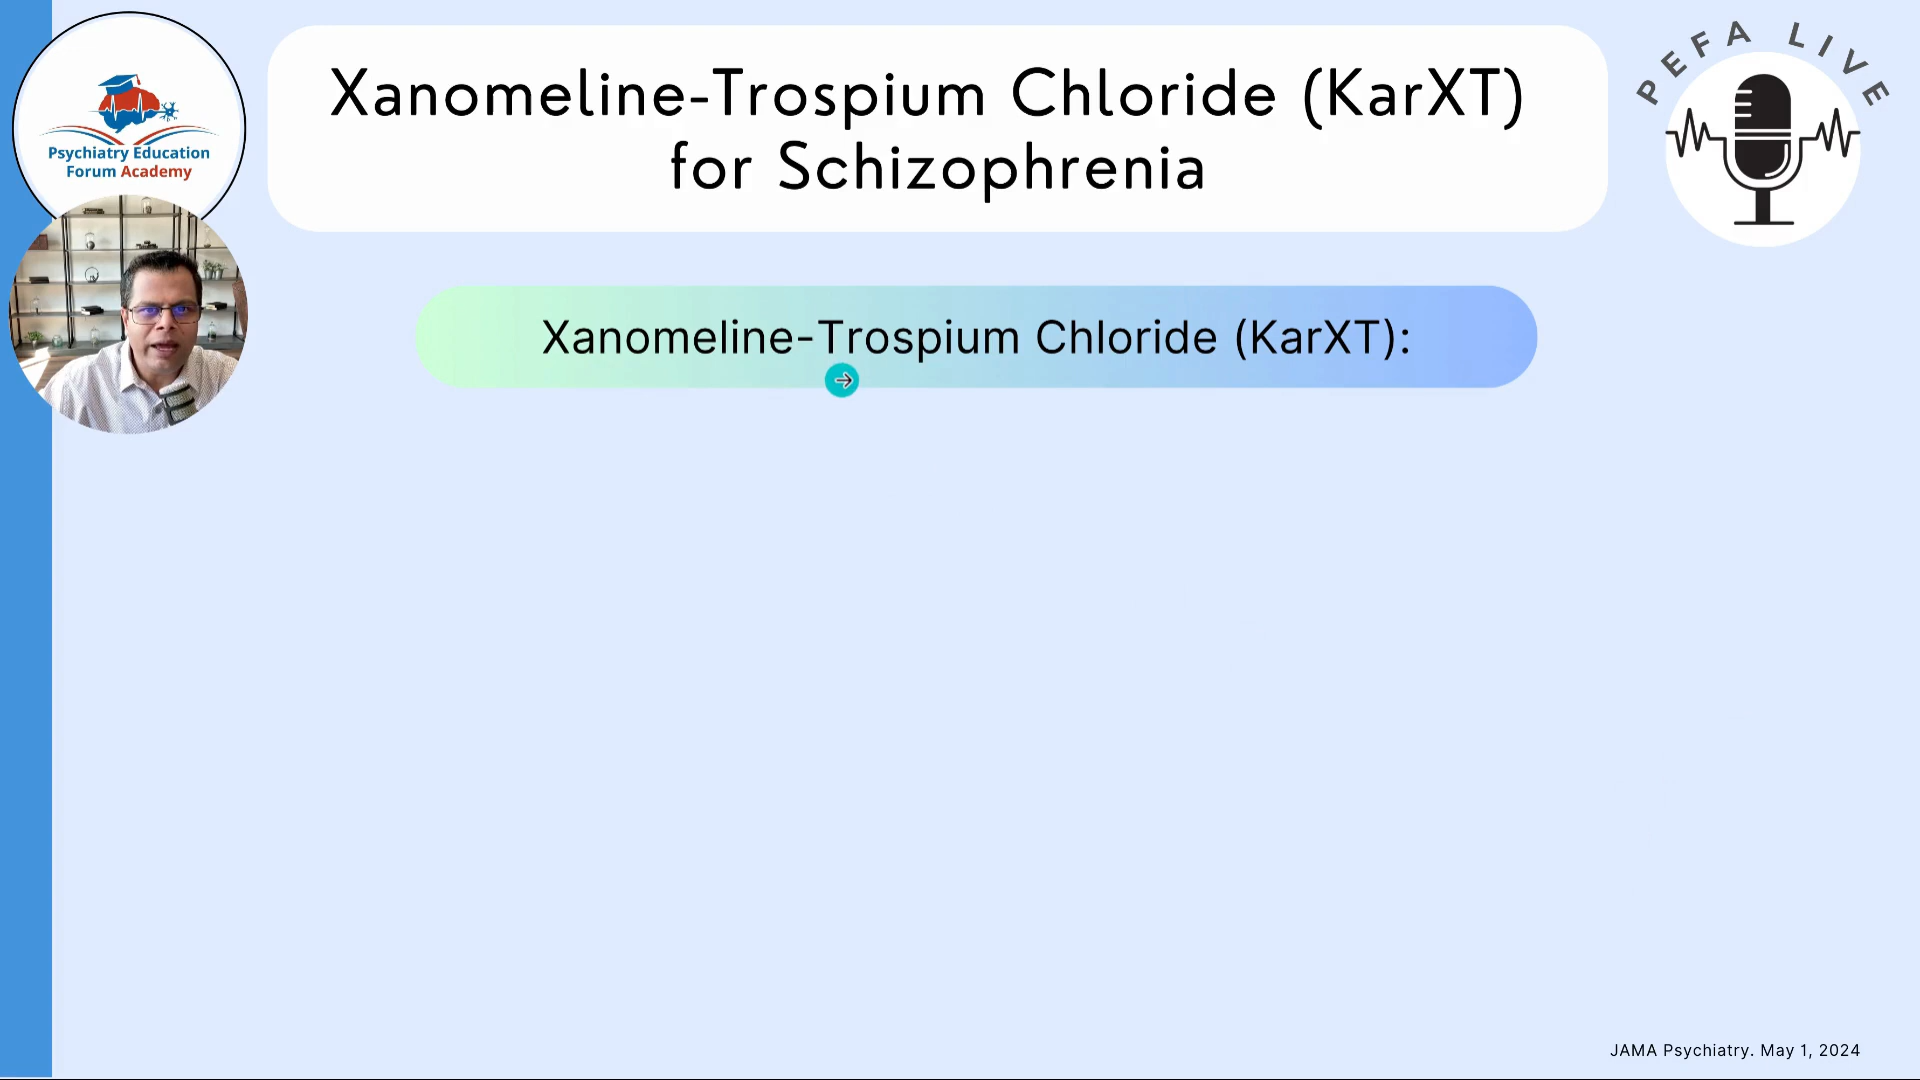 Psychiatry Education
Forum Academy
Xanomeline-Trospium Chloride (KarXT)
for Schizophrenia
PEFA LIVE
Xanomeline-Trospium Chloride (KarXT):
JAMA Psychiatry. May 1, 2024